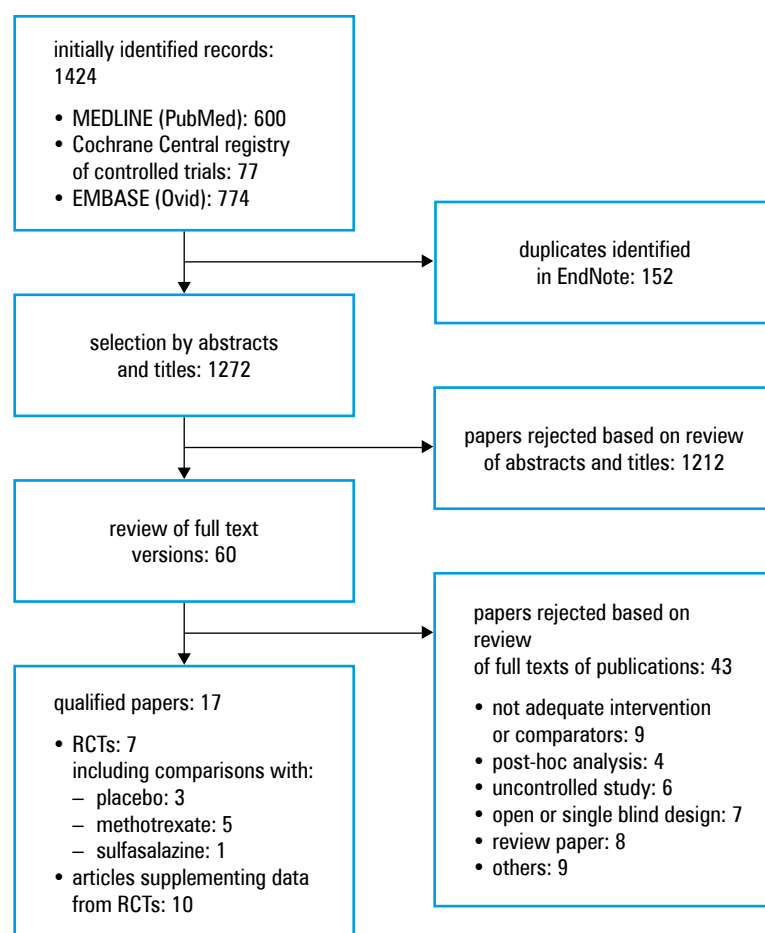 initially identified records:
1424
• MEDLINE (PubMed): 600
• Cochrane Central registry
of controlled trials: 77
• EMBASE (Ovid): 774
duplicates identified
in EndNote: 152
selection by abstracts
and titles: 1272
papers rejected based on review
of abstracts and titles: 1212
review of full text
versions: 60
papers rejected based on
review
of full texts of publications: 43
• not adequate intervention
or comparators: 9
• post-hoc analysis: 4
• uncontrolled study: 6
• open or single blind design: 7
• review paper: 8
• others: 9
qualified papers: 17
• RCTs: 7
including comparisons with:
– placebo: 3
– methotrexate: 5
– sulfasalazine: 1
• articles supplementing data
from RCTs: 10